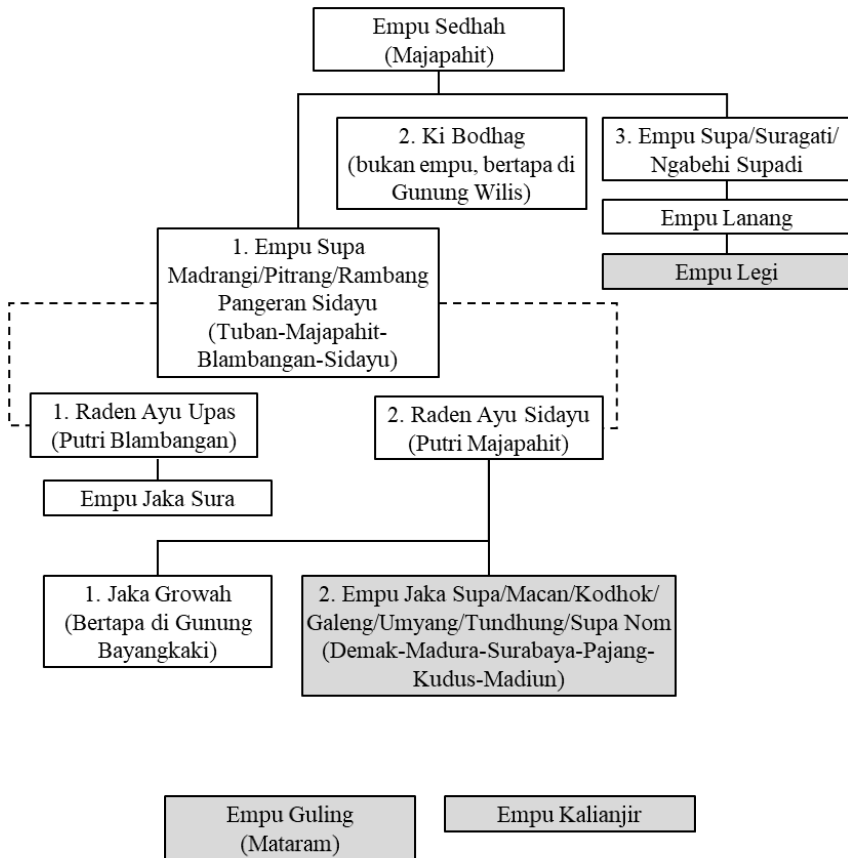 Empu Sedhah
(Majapahit)
2. Ki Bodhag
(bukan empu, bertapa di
Gunung Wilis)
3. Empu Supa/Suragati/
Ngabehi Supadi
Empu Lanang
Empu Legi
1. Empu Supa
Madrangi/Pitrang/Rambang
Pangeran Sidayu
(Tuban-Majapahit-
Blambangan-Sidayu)
1. Raden Ayu Upas
(Putri Blambangan)
2. Raden Ayu Sidayu
(Putri Majapahit)
Empu Jaka Sura
1. Jaka Growah
(Bertapa di Gunung
Bayangkaki)
2. Empu Jaka Supa/Macan/Kodhok/
Galeng/Umyang/Tundhung/Supa Nom
(Demak-Madura-Surabaya-Pajang-
Kudus-Madiun)
Empu Guling
(Mataram)
Empu Kalianjir